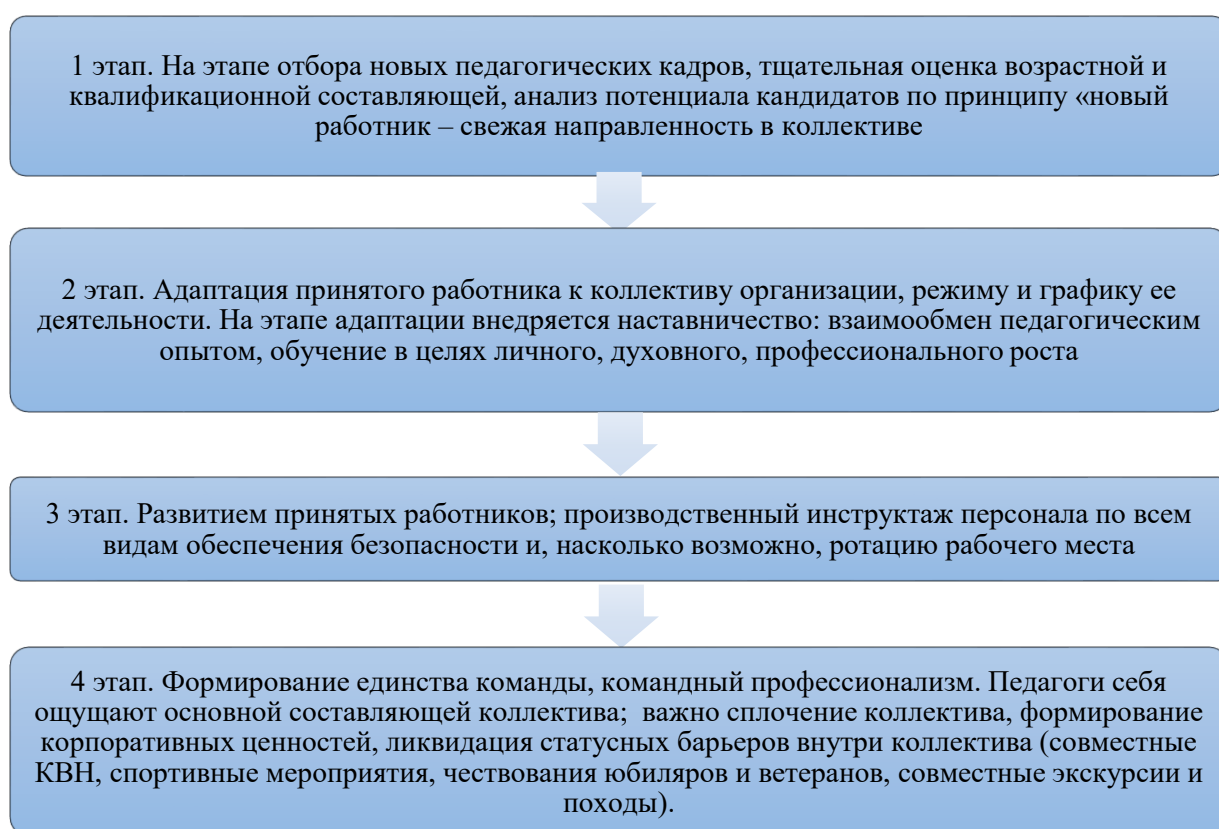 1 этап. На этапе отбора новых педагогических кадров, тщательная оценка возрастной и
квалификационной составляющей, анализ потенциала кандидатов по принципу «новый
работник – свежая направленность в коллективе
2 этап. Адаптация принятого работника к коллективу организации, режиму и графику ее
деятельности. На этапе адаптации внедряется наставничество: взаимообмен педагогическим
опытом, обучение в целях личного, духовного, профессионального роста
3 этап. Развитием принятых работников; производственный инструктаж персонала по всем
видам обеспечения безопасности и, насколько возможно, ротацию рабочего места
4 этап. Формирование единства команды, командный профессионализм. Педагоги себя
ощущают основной составляющей коллектива;  важно сплочение коллектива, формирование
корпоративных ценностей, ликвидация статусных барьеров внутри коллектива (совместные
КВН, спортивные мероприятия, чествования юбиляров и ветеранов, совместные экскурсии и
походы).